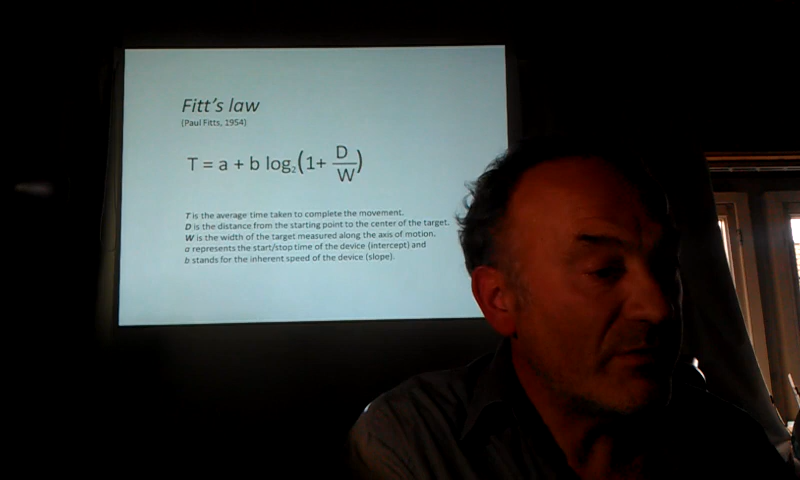 Fitt's law
(Paul Fitts, 1954)
T = a + b log₂(1+ D/W)
T is the average time taken to complete the movement.
D is the distance from the starting point to the center of the target.
W is the width of the target measured along the axis of motion.
a represents the start/stop time of the device (intercept) and
b stands for the inherent speed of the device (slope).